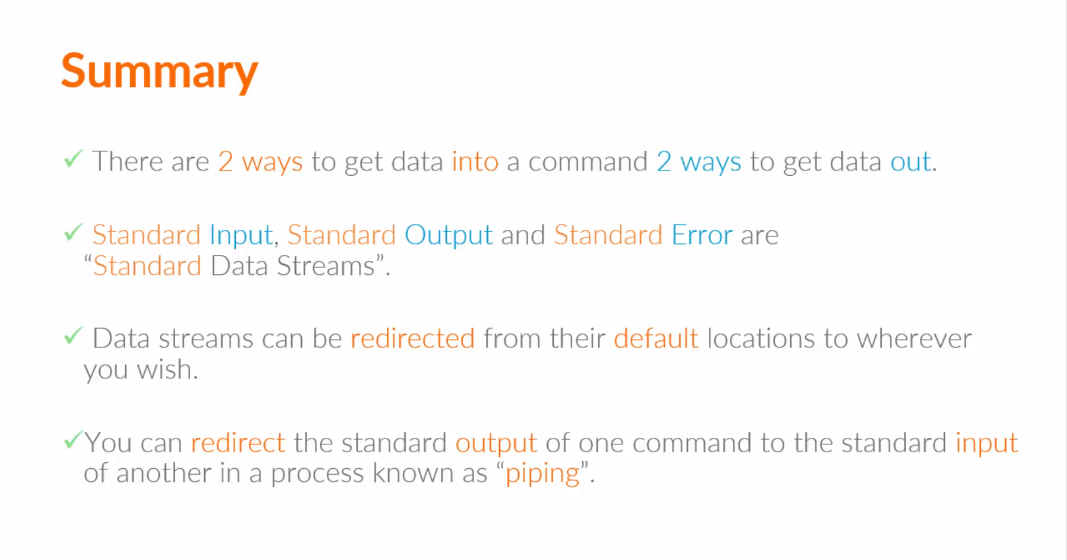 Summary
✓ There are 2 ways to get data into a command 2 ways to get data out.
✓ Standard Input, Standard Output and Standard Error are
“Standard Data Streams”.
✓ Data streams can be redirected from their default locations to wherever
you wish.
✓You can redirect the standard output of one command to the standard input
of another in a process known as “piping”.